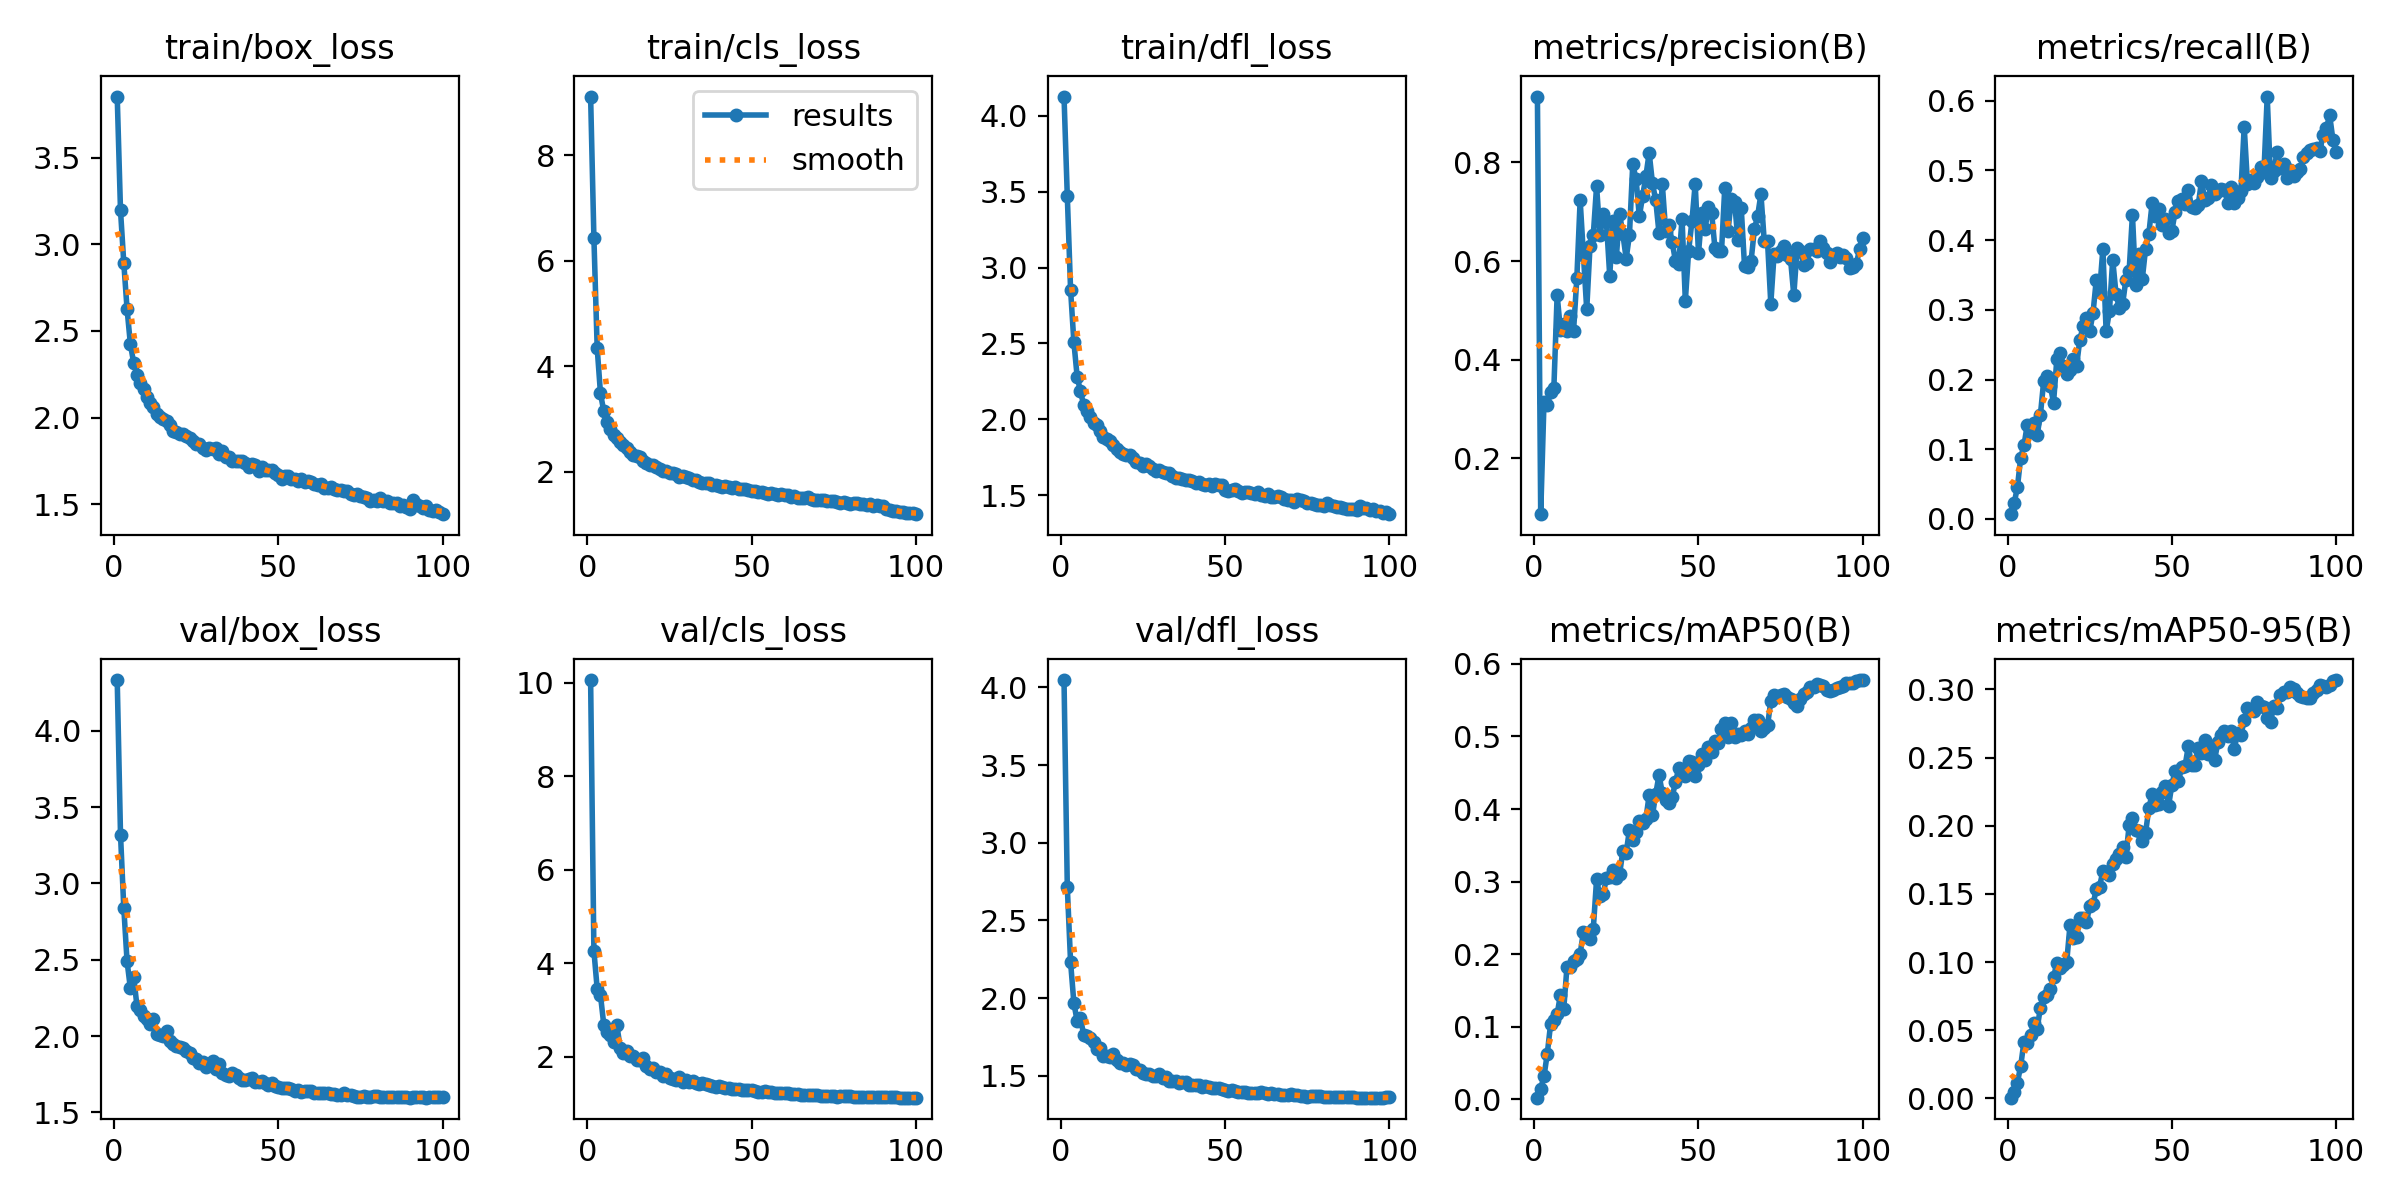 train/box_loss
train/cls_loss
train/dfl_loss
metrics/precision(B)
metrics/recall(B)
3.5
3.0
2.5
2.0
1.5
0 50 100
8
6
4
2
0 50 100
results
smooth
4.0
3.5
3.0
2.5
2.0
1.5
0 50 100
0.8
0.6
0.4
0.2
0 50 100
0.6
0.5
0.4
0.3
0.2
0.1
0.0
0 50 100
val/box_loss
val/cls_loss
val/dfl_loss
metrics/mAP50(B)
metrics/mAP50-95(B)
4.0
3.5
3.0
2.5
2.0
1.5
0 50 100
10
8
6
4
2
0 50 100
4.0
3.5
3.0
2.5
2.0
1.5
0 50 100
0.6
0.5
0.4
0.3
0.2
0.1
0.0
0 50 100
0.30
0.25
0.20
0.15
0.10
0.05
0.00
0 50 100